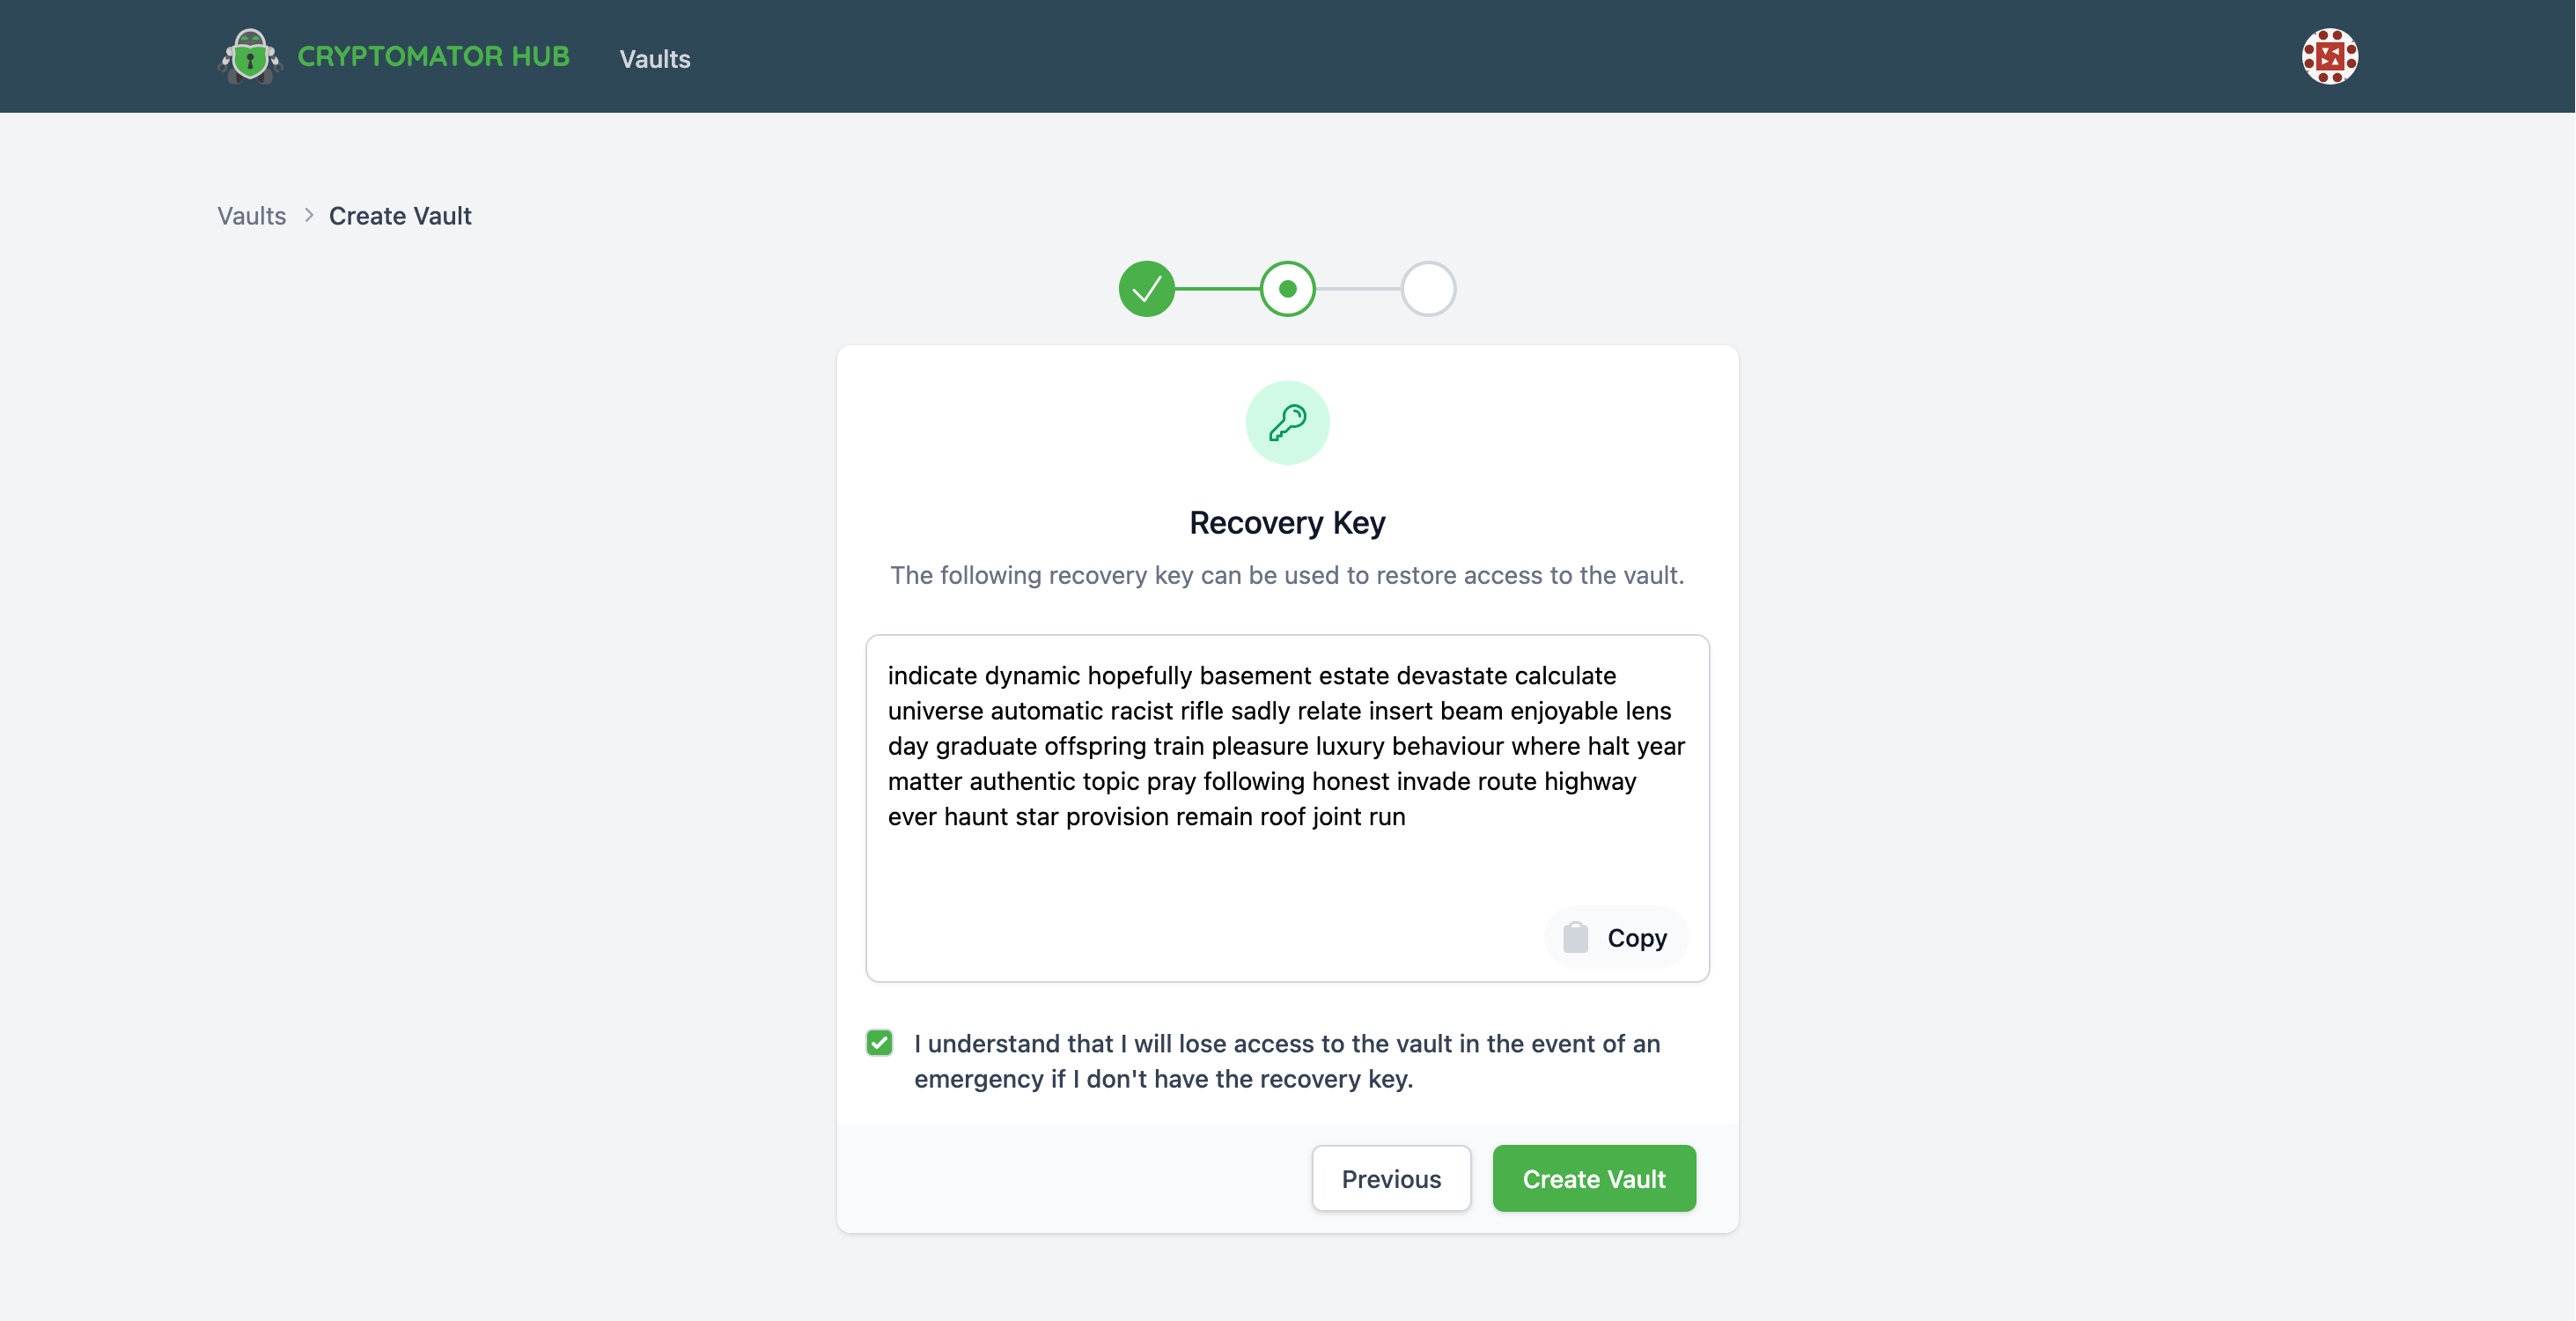 CRYPTOMATOR HUB
Vaults
Vaults > Create Vault
Recovery Key
The following recovery key can be used to restore access to the vault.
indicate dynamic hopefully basement estate devastate calculate
universe automatic racist rifle sadly relate insert beam enjoyable lens
day graduate offspring train pleasure luxury behaviour where halt year
matter authentic topic pray following honest invade route highway
ever haunt star provision remain roof joint run
Copy
I understand that I will lose access to the vault in the event of an
emergency if I don't have the recovery key.
Previous
Create Vault